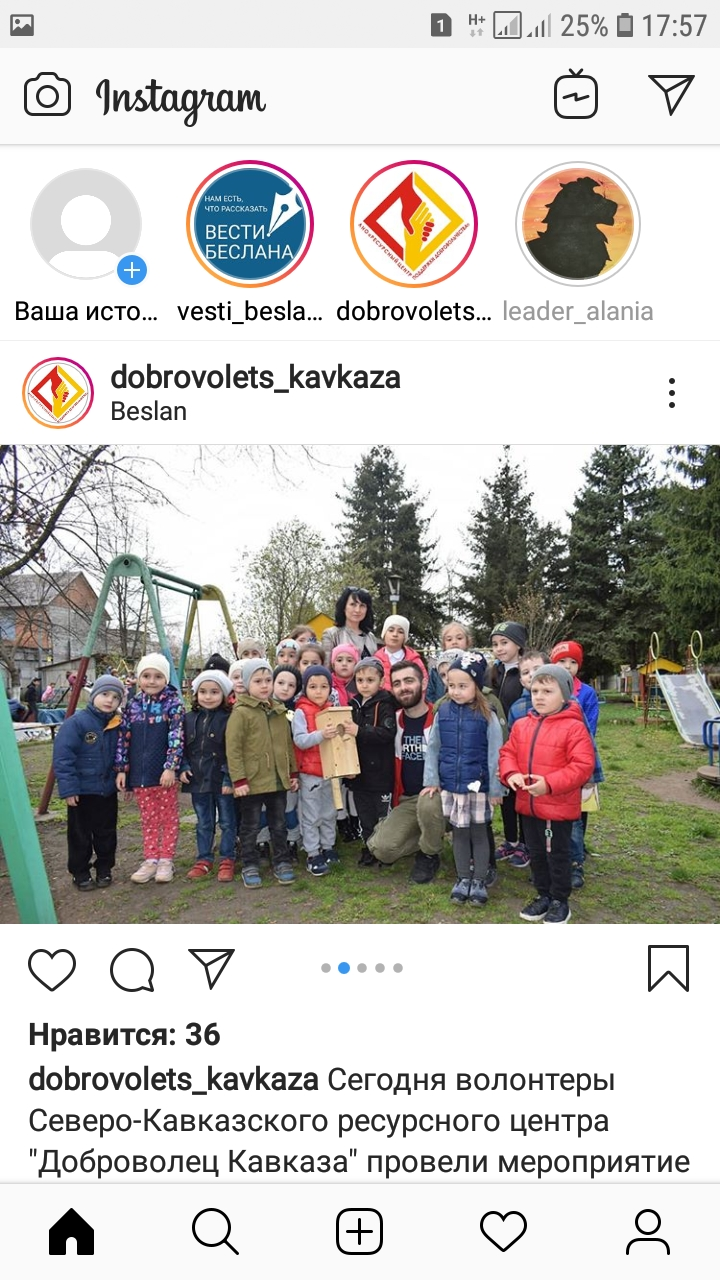 1 H+ 25% 17:57
Instagram
НАМ ЕСТЬ,
ЧТО РАССКАЗАТЬ
ВЕСТИ
БЕСЛАНА
Ваша исто... vesti_besla... dobrovolets... leader_alania
dobrovolets_kavkaza
Beslan
THE
NORTH
FACE
Нравится: 36
dobrovolets_kavkaza Сегодня волонтеры
Северо-Кавказского ресурсного центра
"Доброволец Кавказа" провели мероприятие